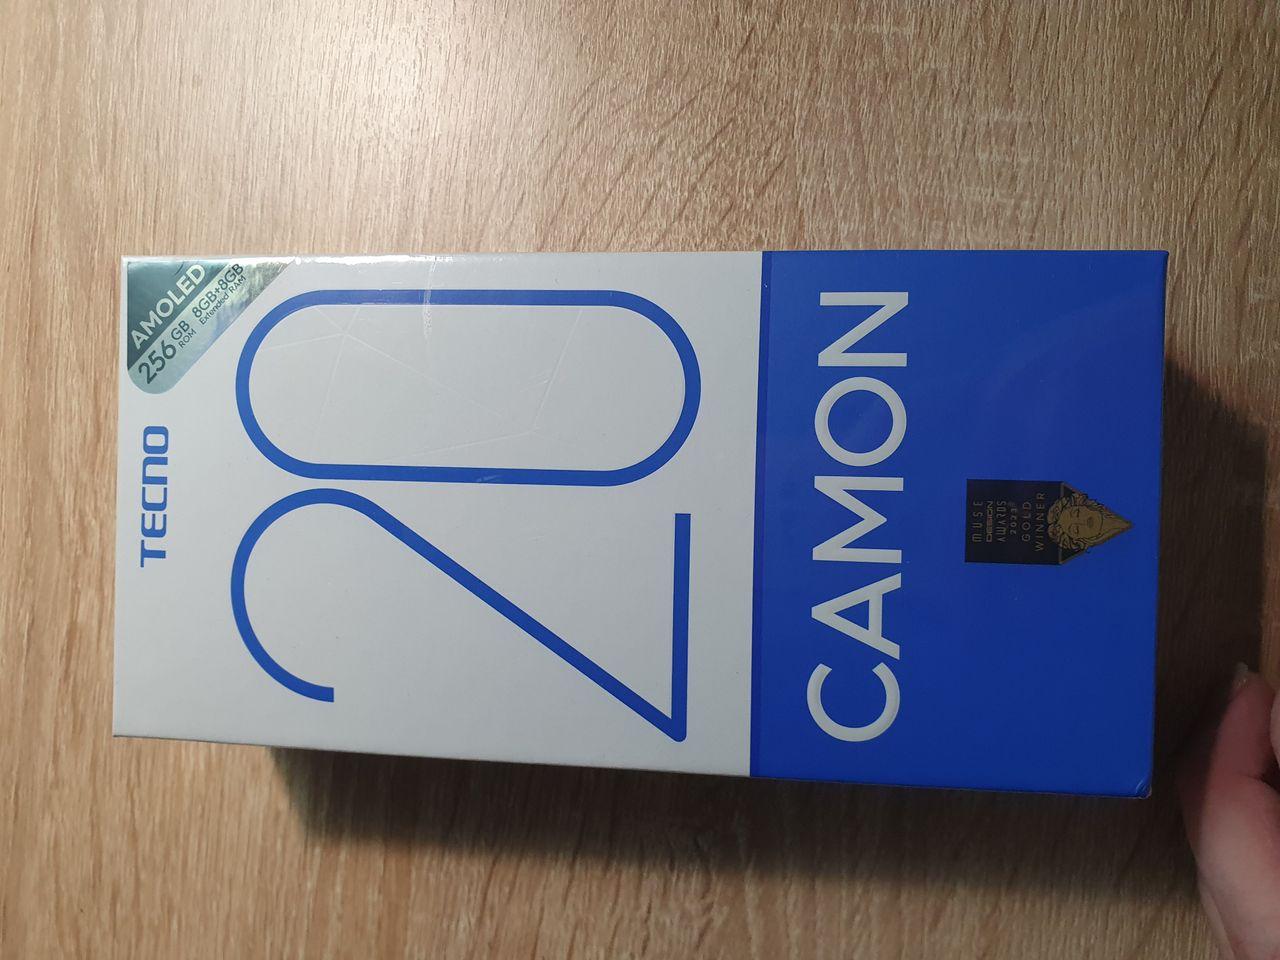 TECNO
AMOLED
256 GB ROM 8GB+8GB Extended RAM
20
CAMON
MUSE
DESIGN
AWARDS
2023
GOLD
WINNER